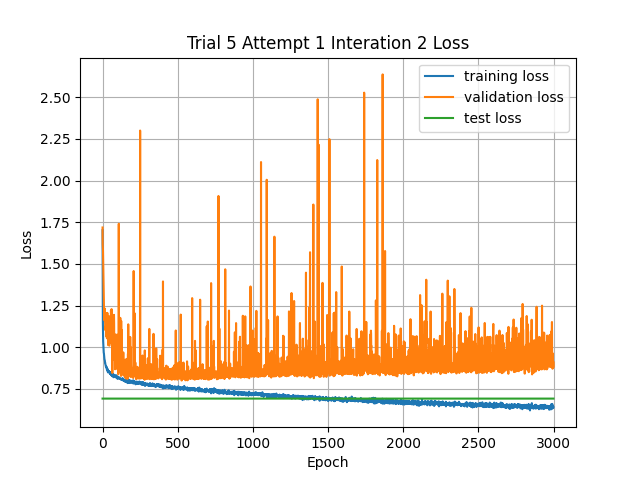 Trial 5 Attempt 1 Interation 2 Loss
training loss
validation loss
test loss
2.50
2.25
2.00
1.75
1.50
1.25
1.00
0.75
Loss
0 500 1000 1500 2000 2500 3000
Epoch